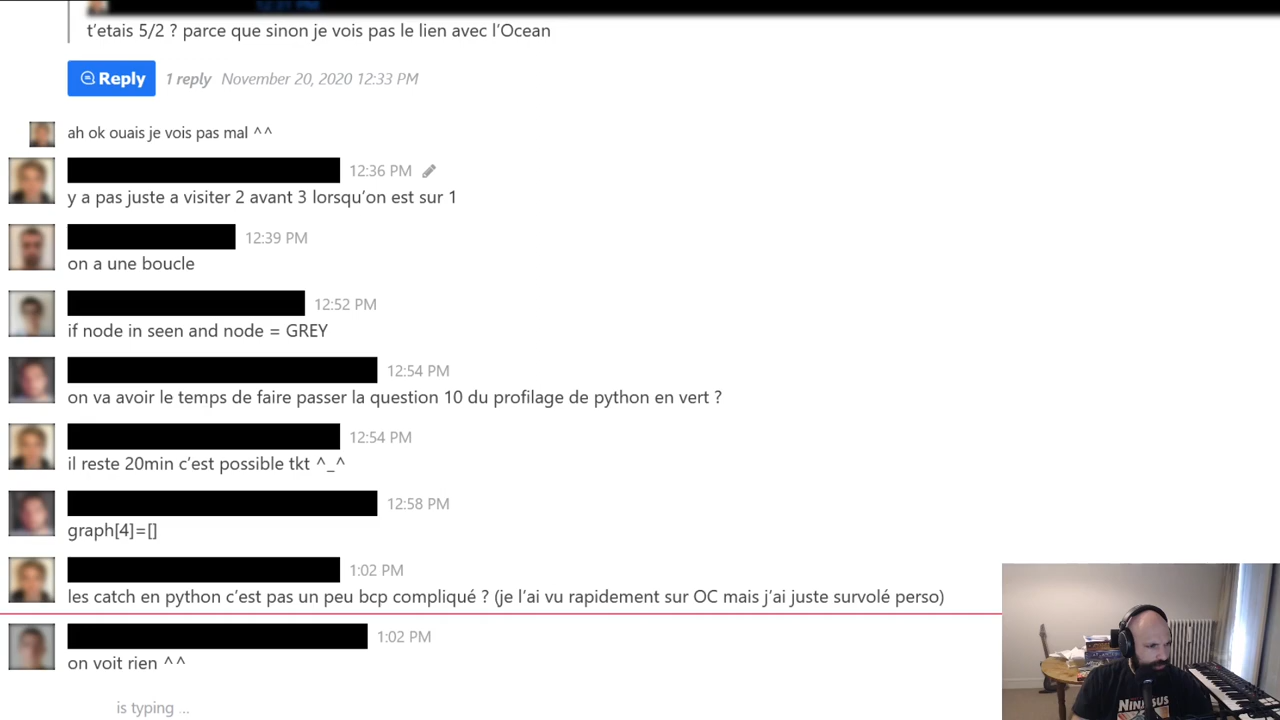 12:31 PM
t'etais 5/2 ? parce que sinon je vois pas le lien avec l'Ocean
Reply 1 reply November 20, 2020 12:33 PM
ah ok ouais je vois pas mal ^^
12:36 PM
y a pas juste a visiter 2 avant 3 lorsqu'on est sur 1
12:39 PM
on a une boucle
12:52 PM
if node in seen and node = GREY
12:54 PM
on va avoir le temps de faire passer la question 10 du profilage de python en vert ?
12:54 PM
il reste 20min c'est possible tkt ^_^
12:58 PM
graph[4]=[]
1:02 PM
les catch en python c'est pas un peu bcp compliqué ? (je l'ai vu rapidement sur OC mais j'ai juste survolé perso)
1:02 PM
on voit rien ^^
is typing ...